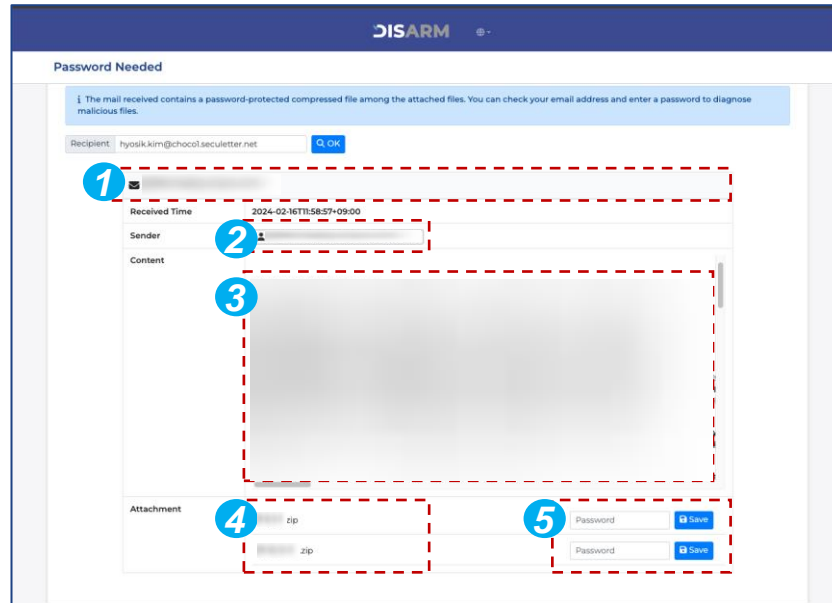 DISARM
Password Needed
i The mail received contains a password-protected compressed file among the attached files. You can check your email address and enter a password to diagnose
malicious files.
Recipient hyosik.kim@choco1.seculetter.net OK
1
Received Time 2024-02-16T11:58:57+09:00
Sender 2
Content
3
Attachment 4 zip 5 Password Save
zip Password Save